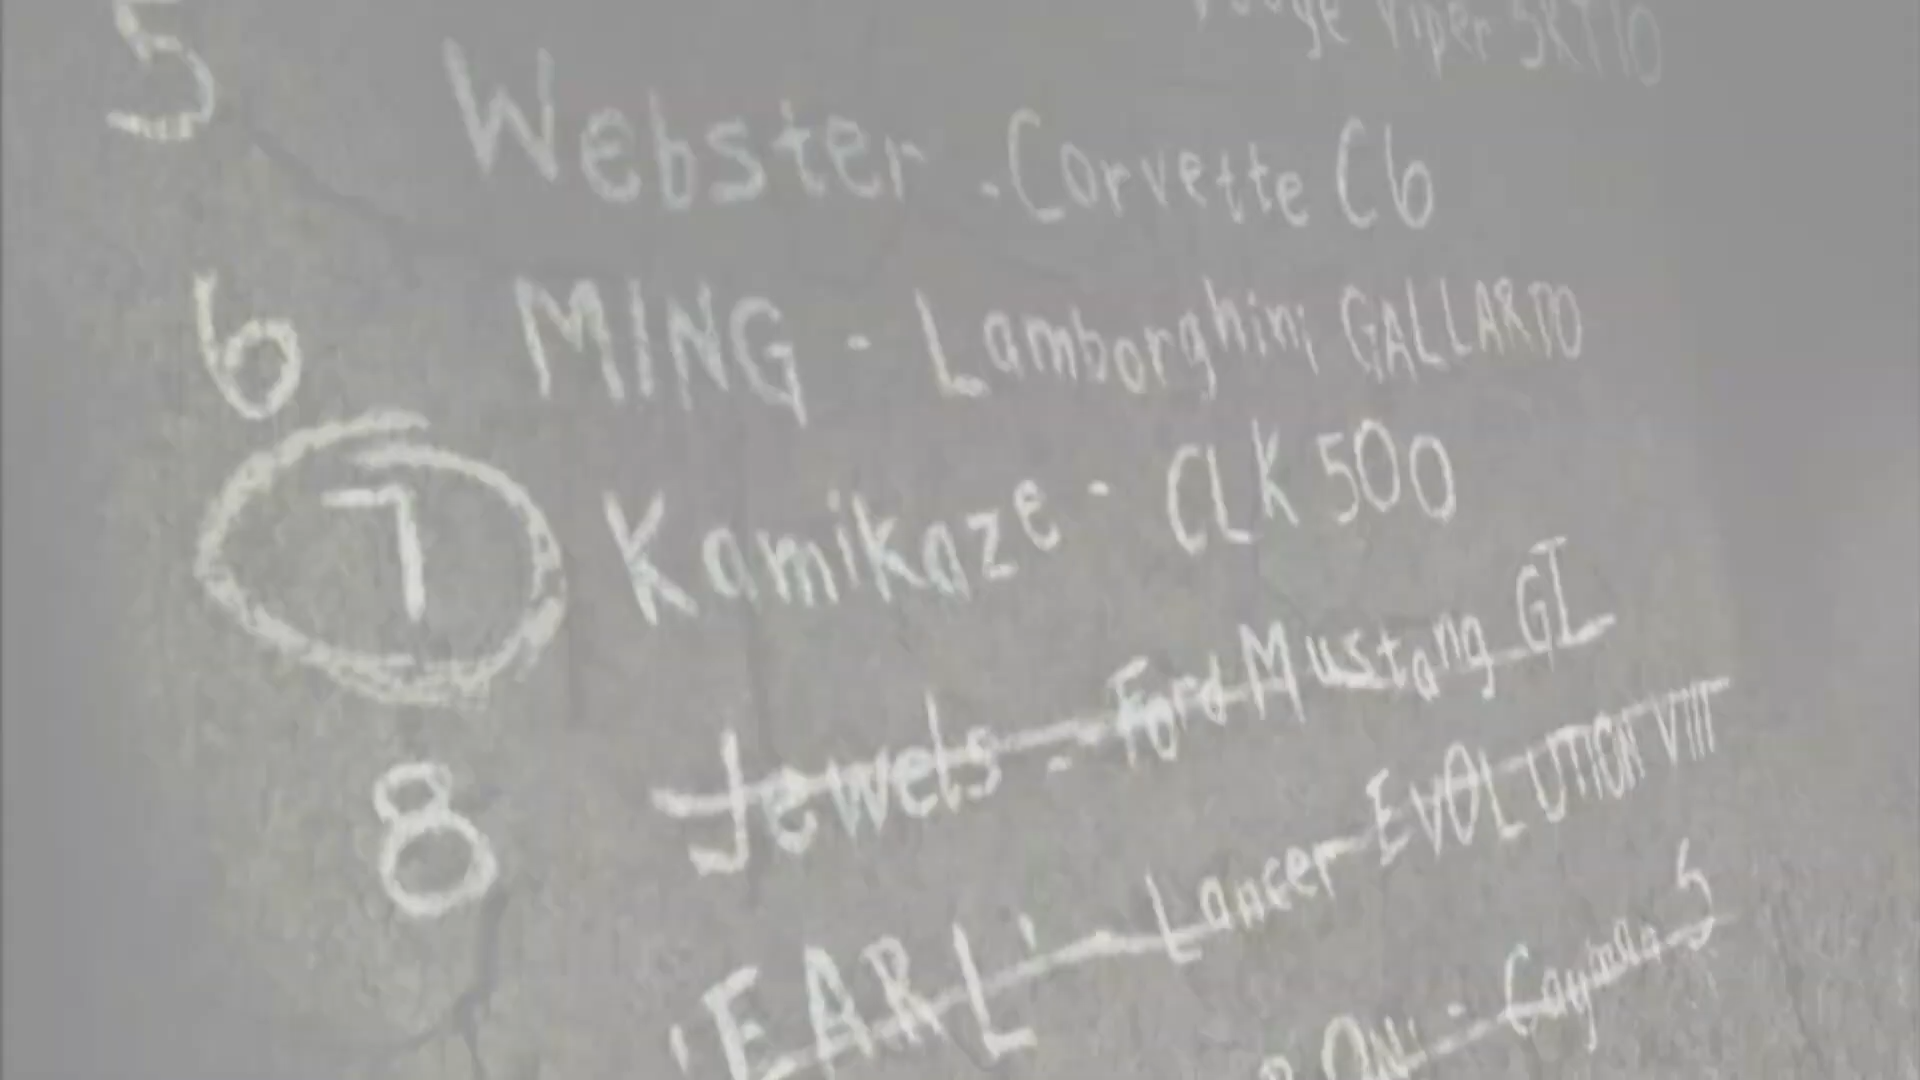 Viper SRT10
5 Webster - Corvette C6
6 MING - Lamborghini GALLARDO
7 Kamikaze - CLK 500
8 Jewels - Ford Mustang GT
EARL - Lancer EVOLUTION VIII